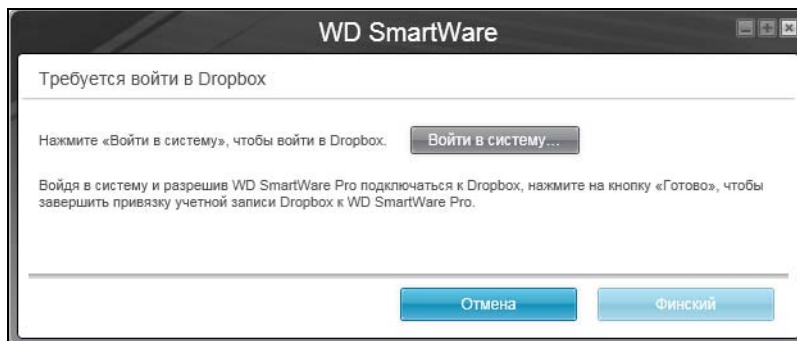 WD SmartWare
Требуется войти в Dropbox
Нажмите «Войти в систему», чтобы войти в Dropbox. Войти в систему...
Войдя в систему и разрешив WD SmartWare Pro подключаться к Dropbox, нажмите на кнопку «Готово», чтобы
завершить привязку учетной записи Dropbox к WD SmartWare Pro.
Отмена Финский